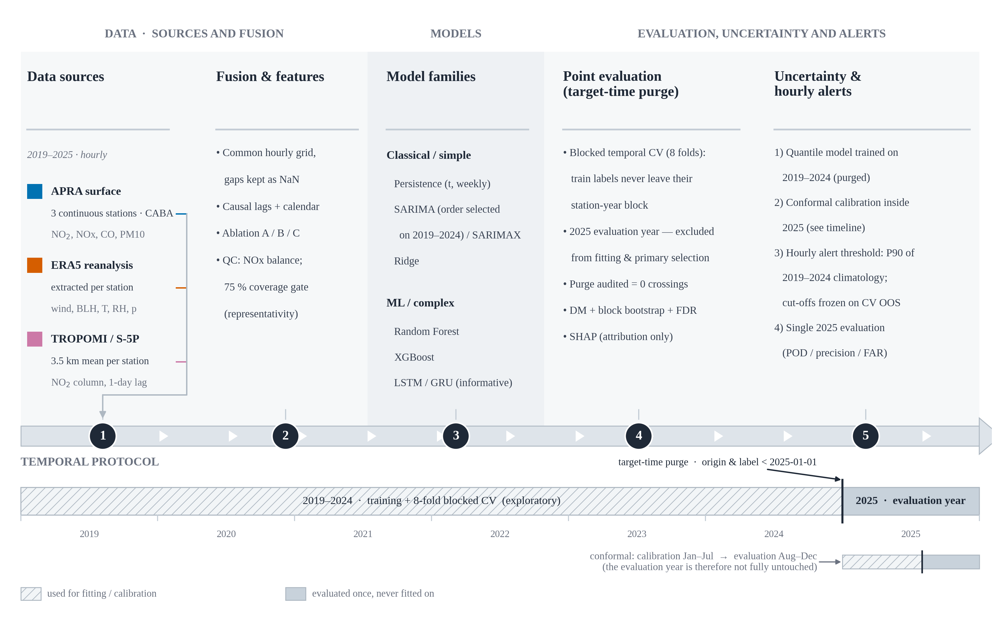 DATA · SOURCES AND FUSION
MODELS
EVALUATION, UNCERTAINTY AND ALERTS
Data sources
2019–2025 · hourly
APRA surface
3 continuous stations · CABA
NO₂, NOx, CO, PM10
ERA5 reanalysis
extracted per station
wind, BLH, T, RH, p
TROPOMI / S-5P
3.5 km mean per station
NO₂ column, 1-day lag
Fusion & features
• Common hourly grid,
gaps kept as NaN
• Causal lags + calendar
• Ablation A / B / C
• QC: NOx balance;
75 % coverage gate
(representativity)
Model families
Classical / simple
Persistence (t, weekly)
SARIMA (order selected
on 2019–2024) / SARIMAX
Ridge
ML / complex
Random Forest
XGBoost
LSTM / GRU (informative)
Point evaluation
(target-time purge)
• Blocked temporal CV (8 folds):
train labels never leave their
station-year block
• 2025 evaluation year — excluded
from fitting & primary selection
• Purge audited = 0 crossings
• DM + block bootstrap + FDR
• SHAP (attribution only)
Uncertainty &
hourly alerts
1) Quantile model trained on
2019–2024 (purged)
2) Conformal calibration inside
2025 (see timeline)
3) Hourly alert threshold: P90 of
2019–2024 climatology;
cut-offs frozen on CV OOS
4) Single 2025 evaluation
(POD / precision / FAR)
1 2 3 4 5
TEMPORAL PROTOCOL
target-time purge · origin & label < 2025-01-01
2019–2024 · training + 8-fold blocked CV (exploratory)
2025 · evaluation year
2019 2020 2021 2022 2023 2024 2025
conformal: calibration Jan–Jul → evaluation Aug–Dec
(the evaluation year is therefore not fully untouched)
used for fitting / calibration
evaluated once, never fitted on